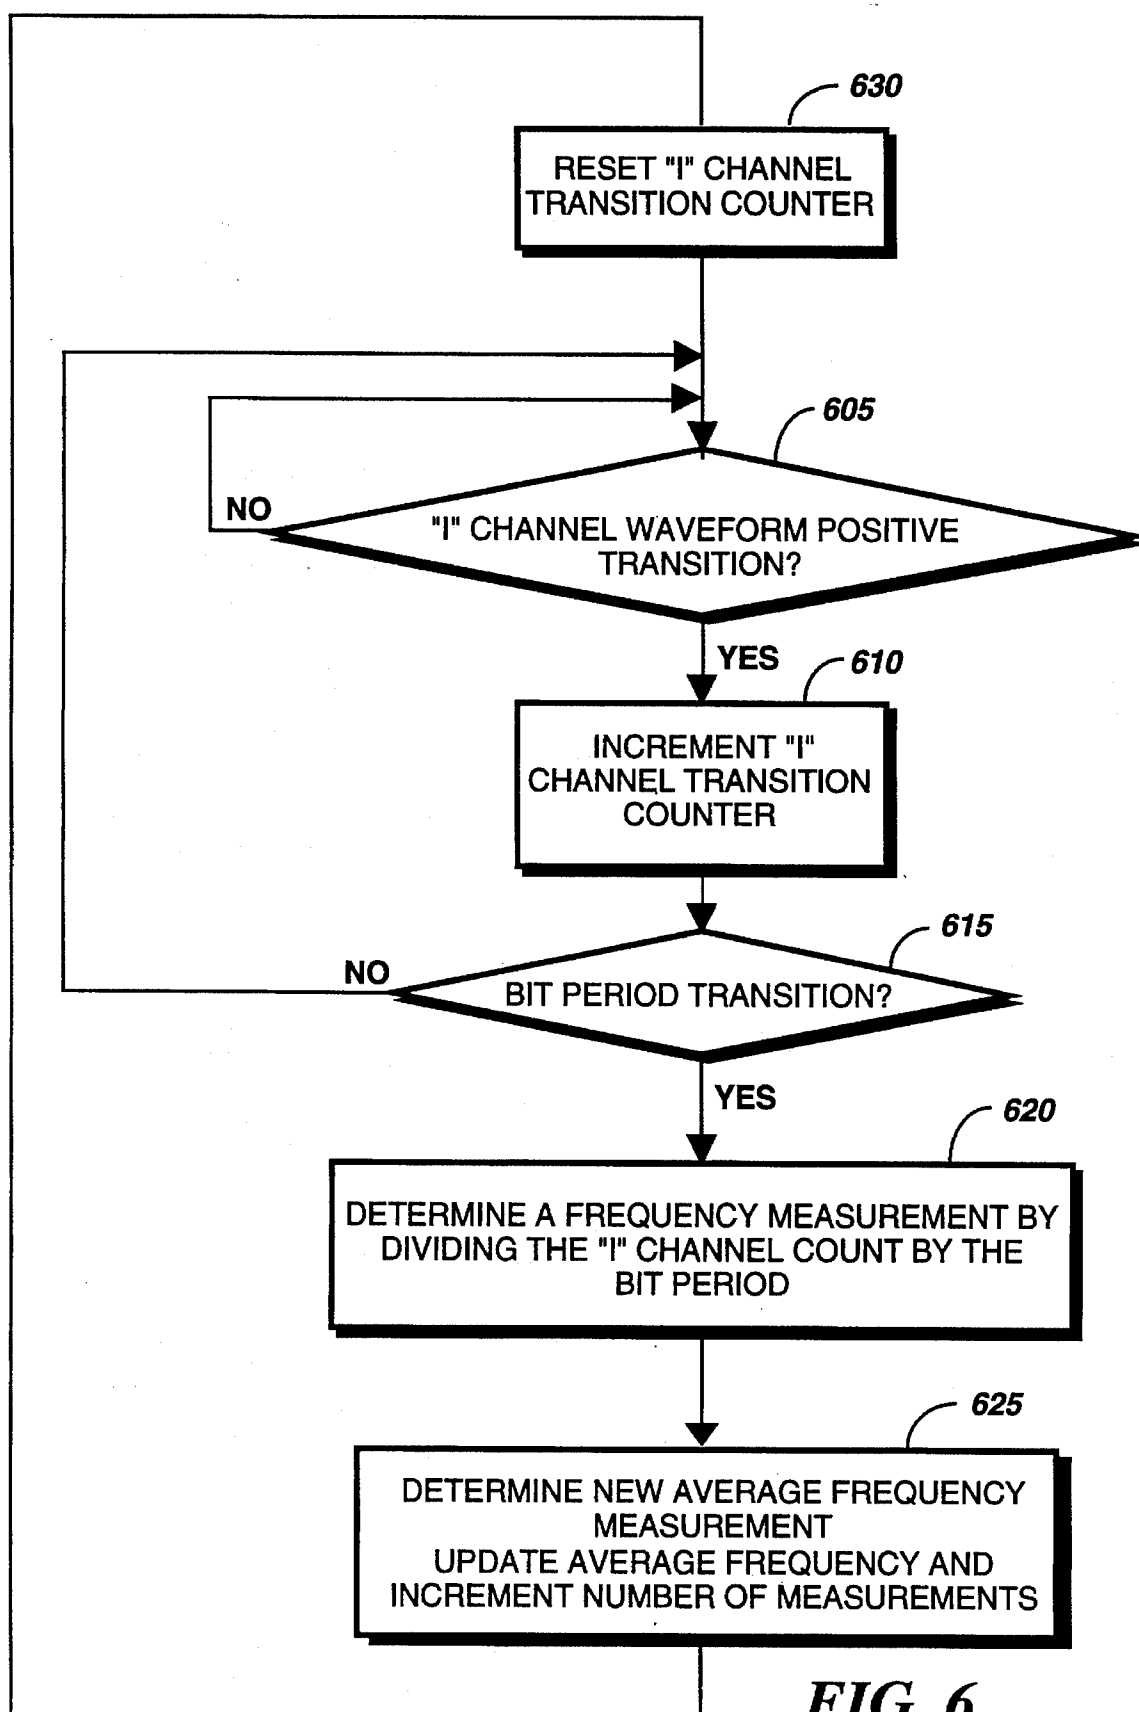 630
RESET "I" CHANNEL
TRANSITION COUNTER
605
NO
"I" CHANNEL WAVEFORM POSITIVE
TRANSITION?
YES
610
INCREMENT "I"
CHANNEL TRANSITION
COUNTER
615
NO
BIT PERIOD TRANSITION?
YES
620
DETERMINE A FREQUENCY MEASUREMENT BY
DIVIDING THE "I" CHANNEL COUNT BY THE
BIT PERIOD
625
DETERMINE NEW AVERAGE FREQUENCY
MEASUREMENT
UPDATE AVERAGE FREQUENCY AND
INCREMENT NUMBER OF MEASUREMENTS
FIG. 6